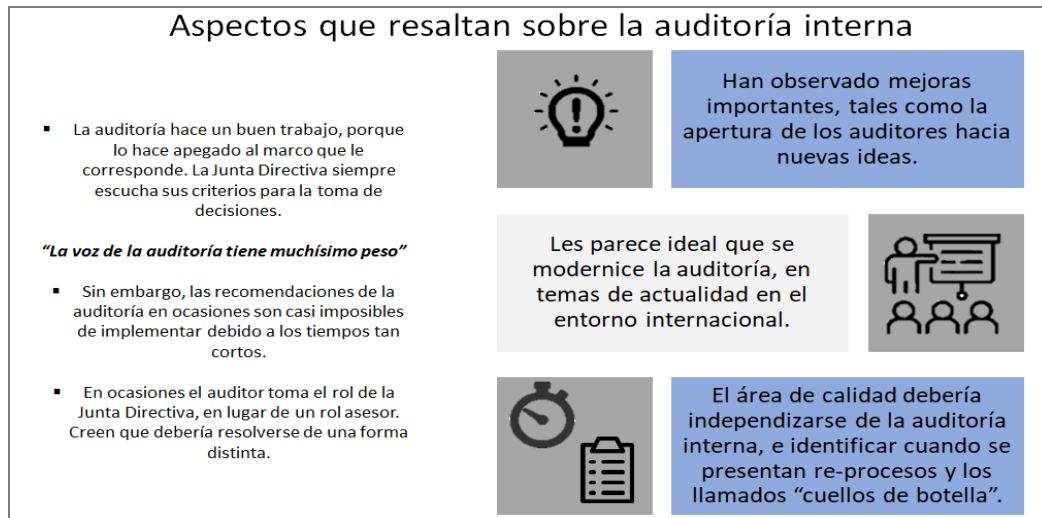 Aspectos que resaltan sobre la auditoría interna
▪ La auditoría hace un buen trabajo, porque
lo hace apegado al marco que le
corresponde. La Junta Directiva siempre
escucha sus criterios para la toma de
decisiones.
“La voz de la auditoría tiene muchísimo peso”
▪ Sin embargo, las recomendaciones de la
auditoría en ocasiones son casi imposibles
de implementar debido a los tiempos tan
cortos.
▪ En ocasiones el auditor toma el rol de la
Junta Directiva, en lugar de un rol asesor.
Creen que debería resolverse de una forma
distinta.
Han observado mejoras
importantes, tales como la
apertura de los auditores hacia
nuevas ideas.
Les parece ideal que se
modernice la auditoría, en
temas de actualidad en el
entorno internacional.
El área de calidad debería
independizarse de la auditoría
interna, e identificar cuando se
presentan re-procesos y los
llamados “cuellos de botella”.